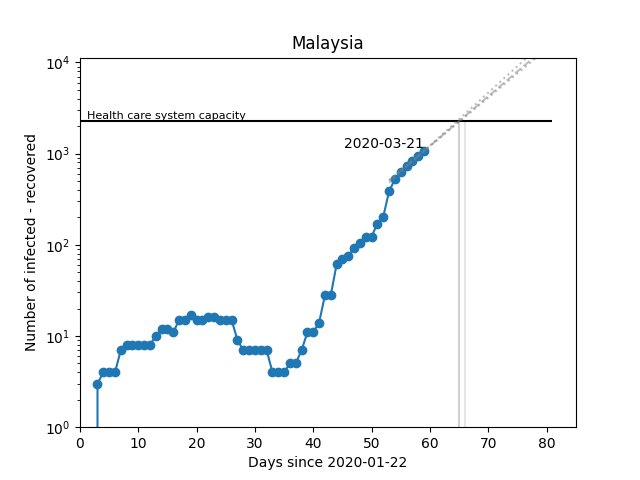 Malaysia
10⁴
Health care system capacity
2020-03-21
10³
10²
10¹
10⁰
Number of infected - recovered
0 10 20 30 40 50 60 70 80
Days since 2020-01-22